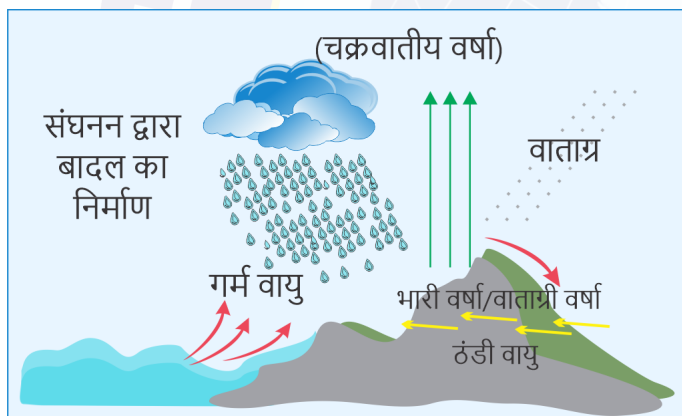 (चक्रवातीय वर्षा)
संघनन द्वारा
बादल का
निर्माण
वाताग्र
गर्म वायु
भारी वर्षा/वाताग्री वर्षा
ठंडी वायु